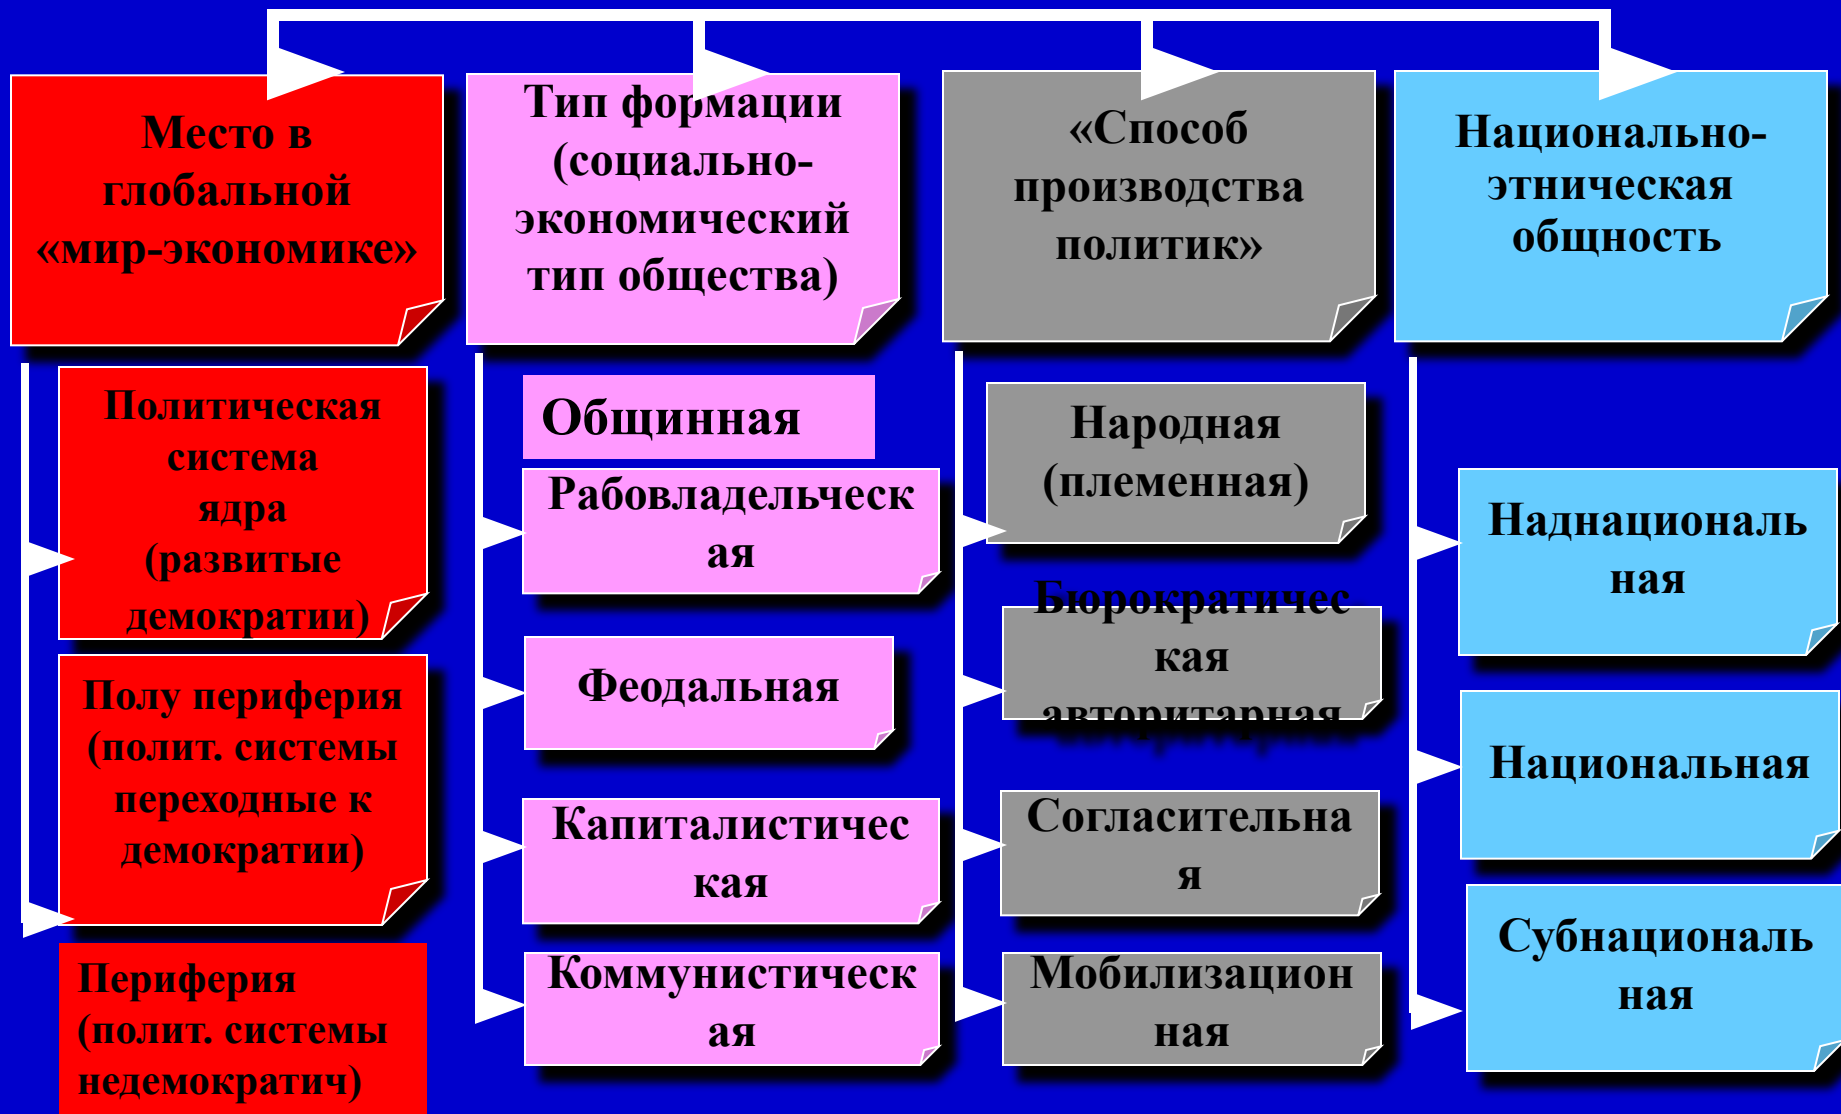 Место в
глобальной
«мир-экономике»
Политическая
система
ядра
(развитые
демократии)
Полу периферия
(полит. системы
переходные к
демократии)
Периферия
(полит. системы
недемократич)
Тип формации
(социально-
экономический
тип общества)
Общинная
Рабовладельческ
ая
Феодальная
Капиталистичес
кая
Коммунистическ
ая
«Способ
производства
политик»
Народная
(племенная)
Бюрократичес
кая
авторитарная
Согласительна
я
Мобилизацион
ная
Национально-
этническая
общность
Наднациональ
ная
Национальная
Субнациональ
ная